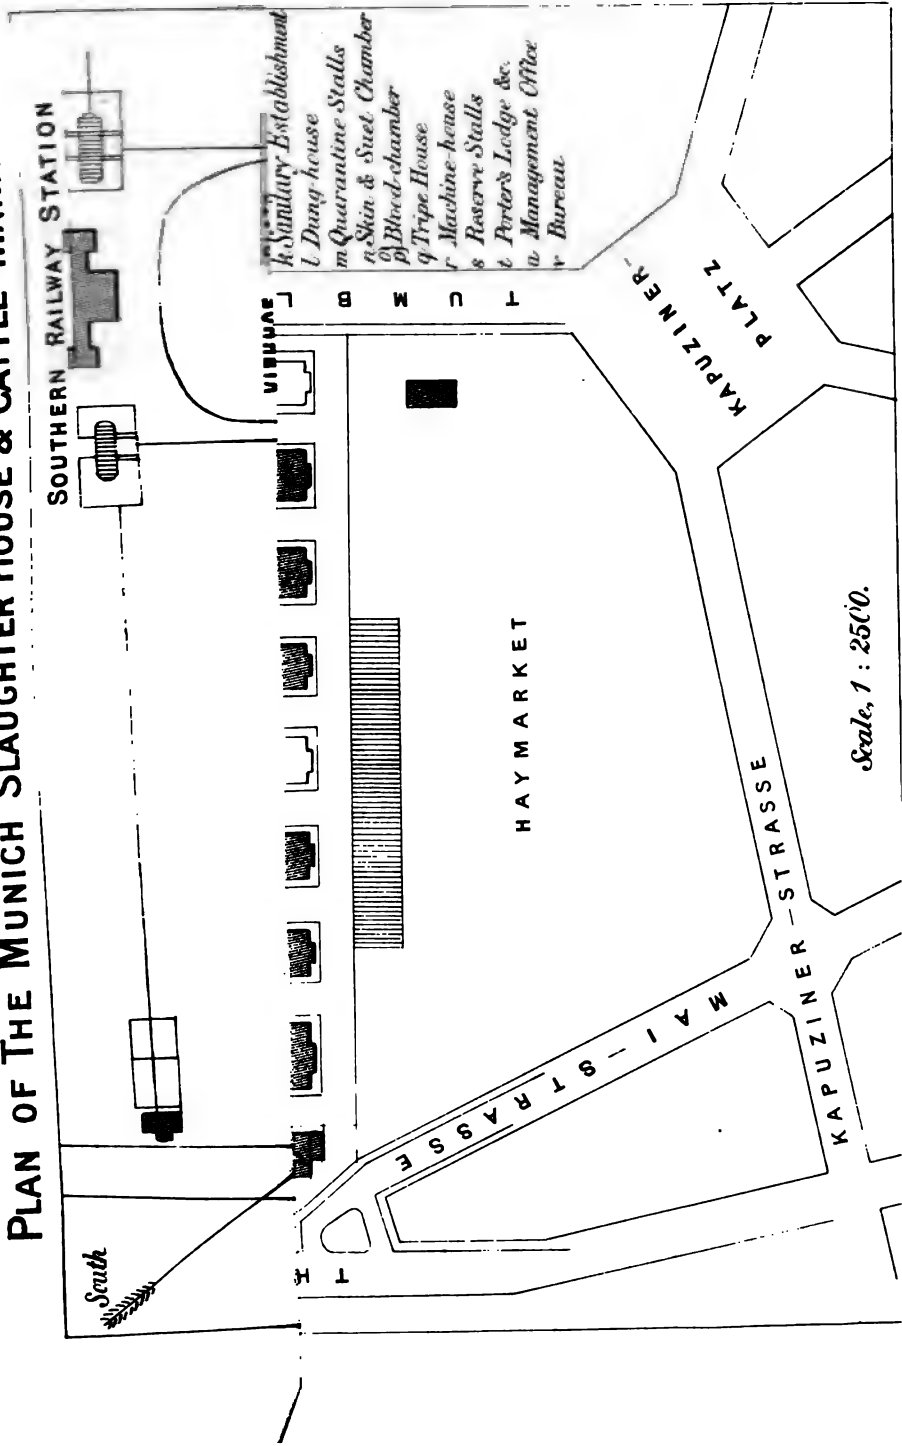 PLAN OF THE MUNICH SLAUGHTER HOUSE & CATTLE
SOUTHERN RAILWAY STATION
South
k Sanitary Establishment
l Dung-house
m Quarantine Stalls
n Skin & Suet Chamber
o p Blood-chamber
q Tripe House
r Machine-house
s Reserve Stalls
t Porter's Lodge &c.
u Management Office
v Bureau
L B M U T
T H
HAYMARKET
KAPUZINER-
PLATZ
MAI-STRASSE
KAPUZINER-STRASSE
Scale, 1 : 2500.